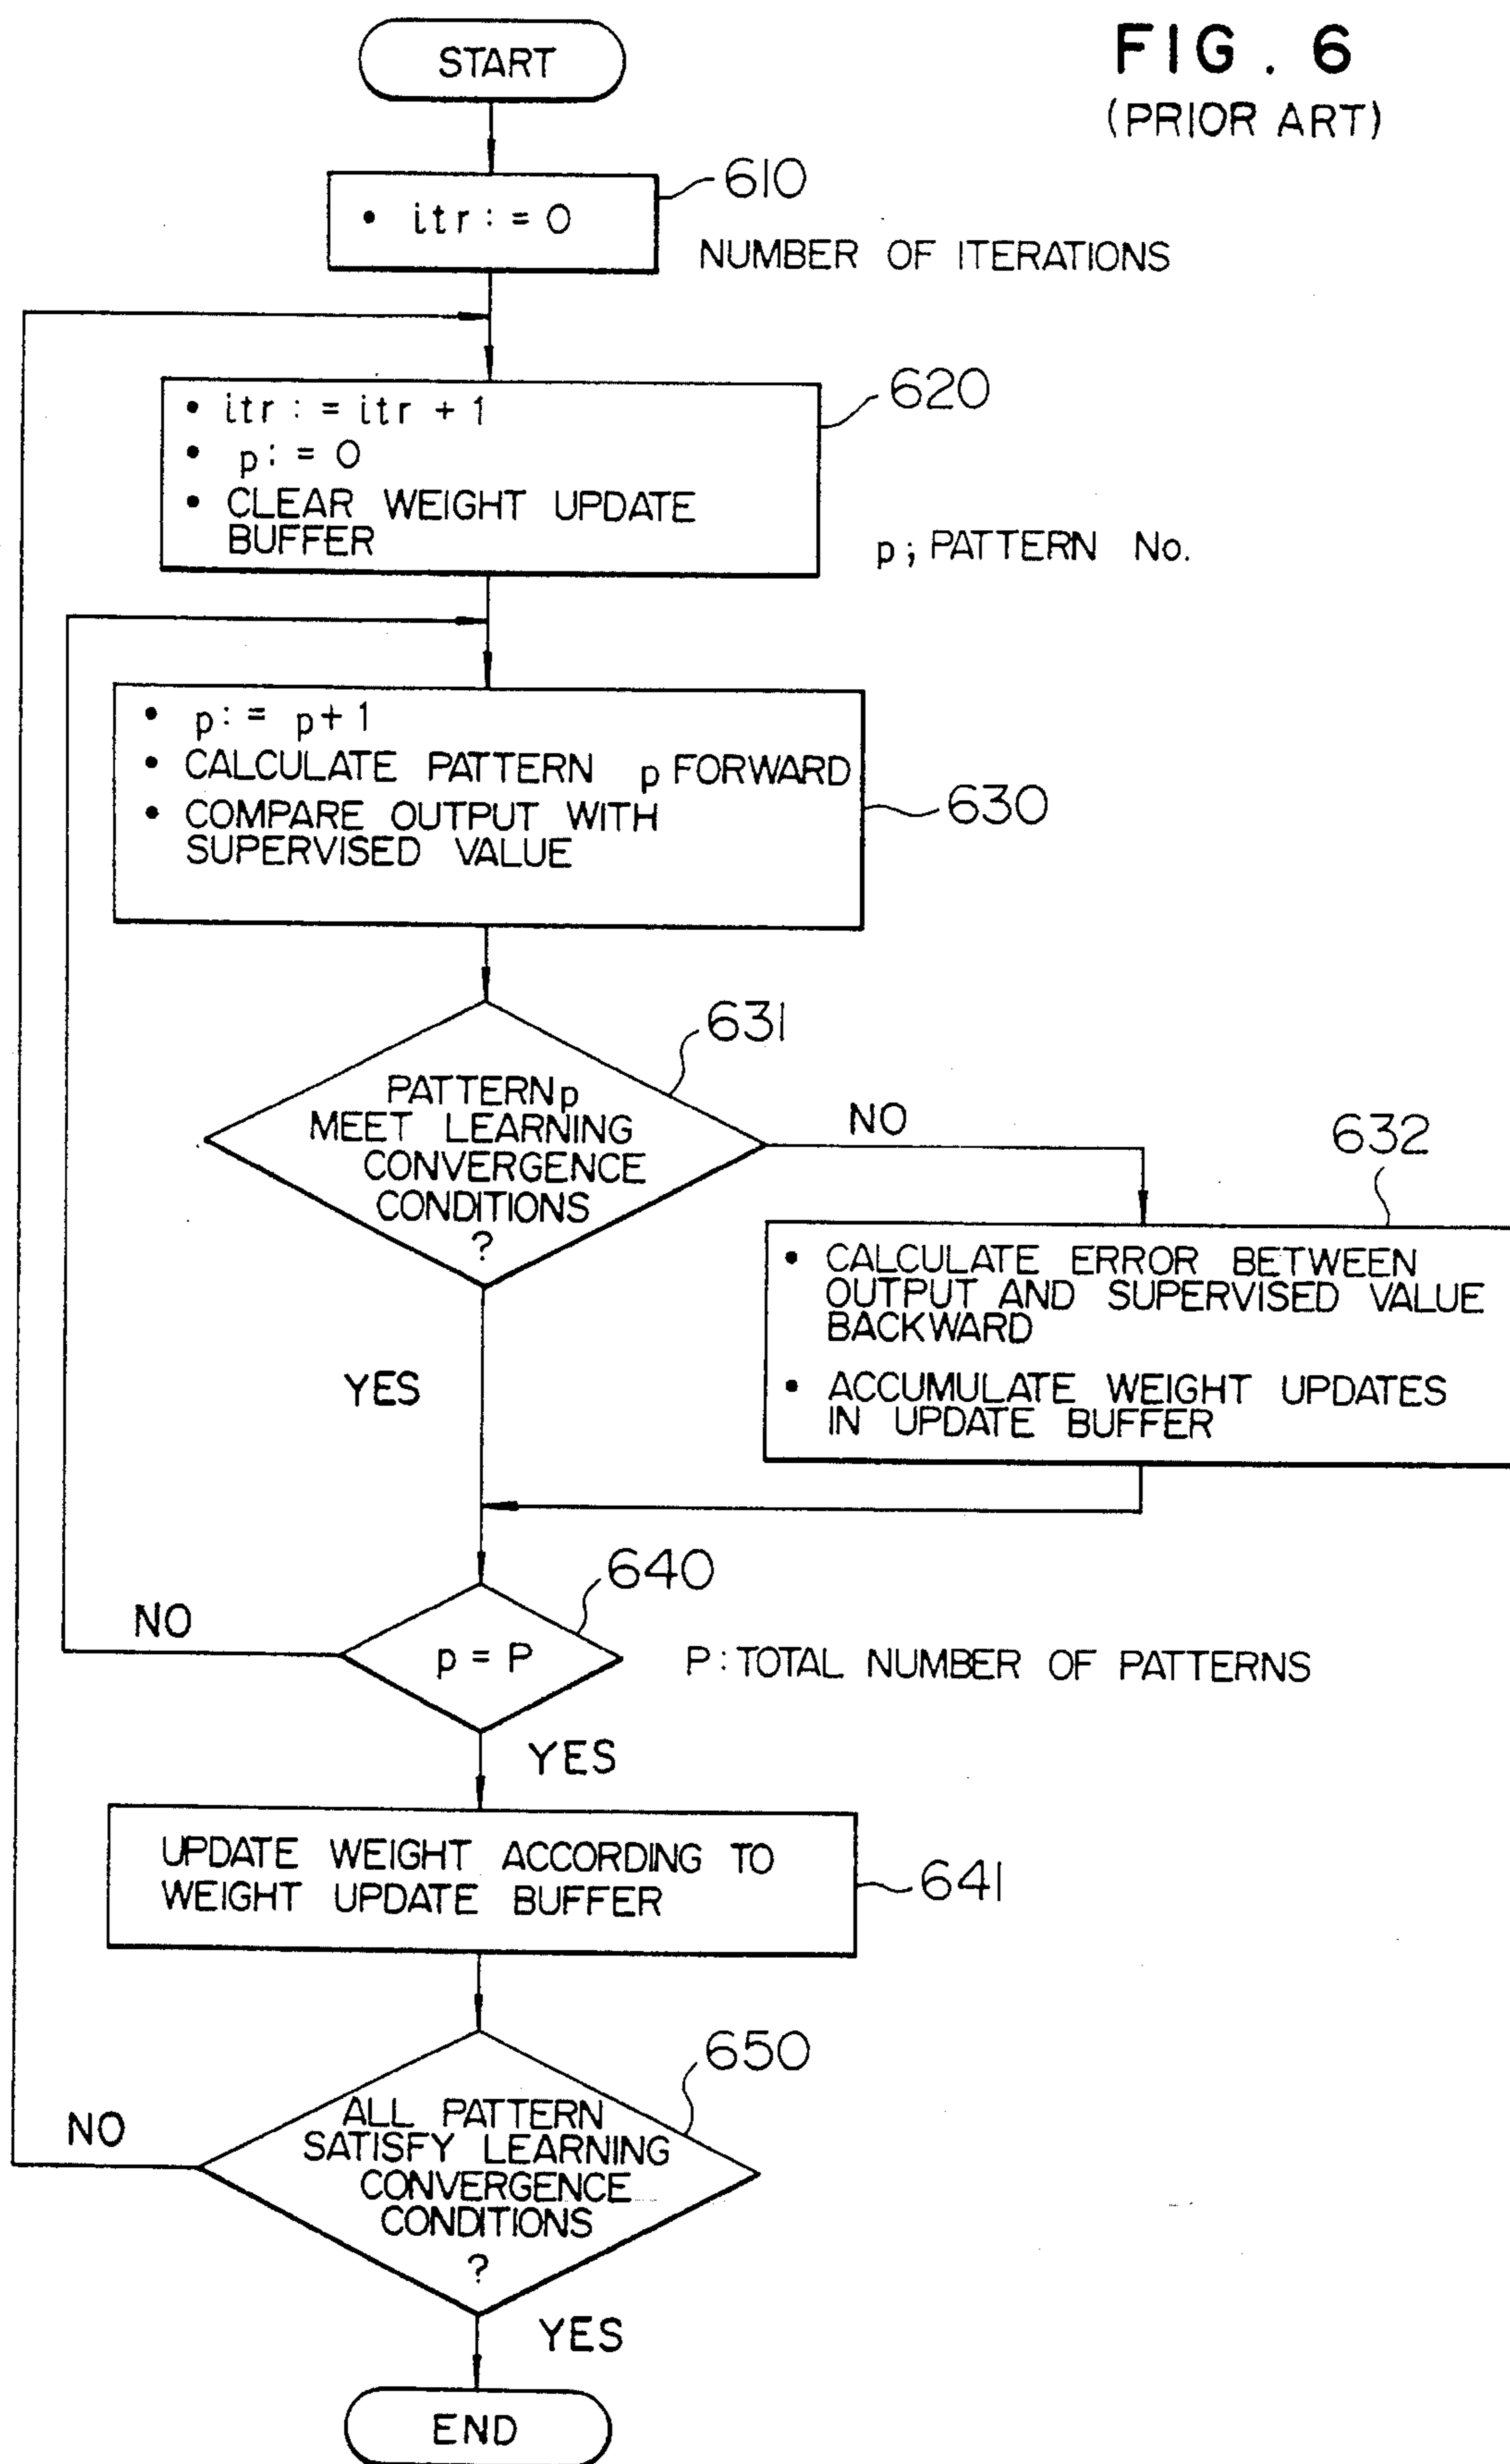 FIG. 6
(PRIOR ART)
START
610
• itr := 0
NUMBER OF ITERATIONS
620
• itr := itr + 1
• p := 0
• CLEAR WEIGHT UPDATE
BUFFER
p; PATTERN No.
• p := p+1
• CALCULATE PATTERN p FORWARD
• COMPARE OUTPUT WITH
SUPERVISED VALUE
630
631
PATTERN p
MEET LEARNING
CONVERGENCE
CONDITIONS
?
NO
632
• CALCULATE ERROR BETWEEN
OUTPUT AND SUPERVISED VALUE
BACKWARD
• ACCUMULATE WEIGHT UPDATES
IN UPDATE BUFFER
YES
640
NO
p = P
P : TOTAL NUMBER OF PATTERNS
YES
UPDATE WEIGHT ACCORDING TO
WEIGHT UPDATE BUFFER
641
650
ALL PATTERN
SATISFY LEARNING
CONVERGENCE
CONDITIONS
?
NO
YES
END